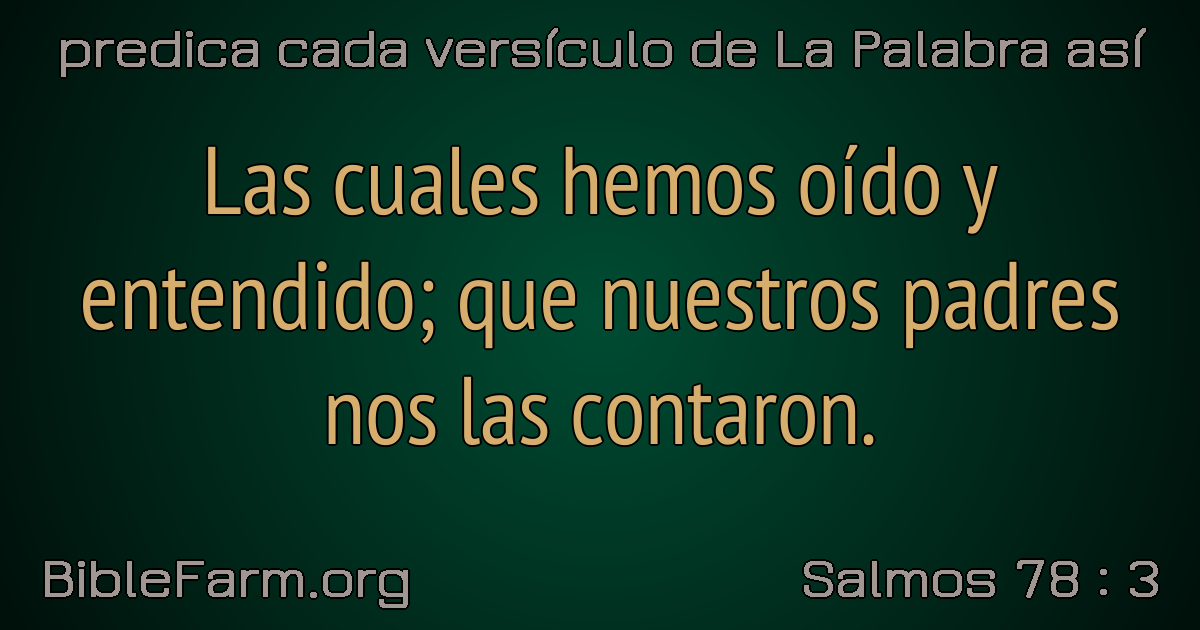 predica cada versículo de La Palabra así
Las cuales hemos oído y
entendido; que nuestros padres
nos las contaron.
BibleFarm.org
Salmos 78 : 3